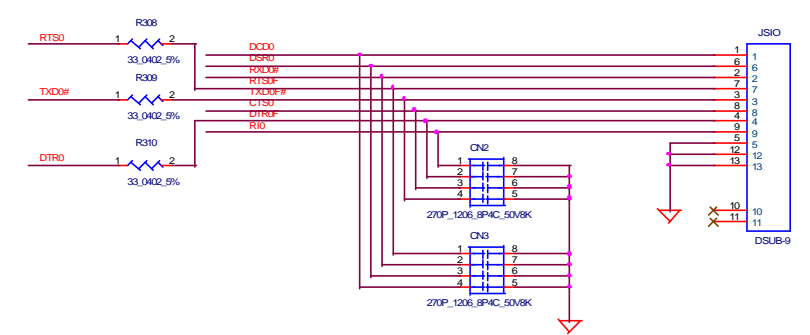 R308
JSIO
RTS0
1 2
DCD0
1 1
33_0402_5%
DSR0
6 6
R309
RXD0#
2 2
RTS0F
7 7
TXD0#
1 2
TXD0F#
3 3
33_0402_5%
CTS0
8 8
DTR0F
4 4
RI0
9 9
R310
5 5
CN2
12 12
DTR0
1 2
1 8
13 13
33_0402_5%
2 7
3 6
4 5
10 10
270P_1206_8P4C_50V8K
11 11
CN3
DSUB-9
1 8
2 7
3 6
4 5
270P_1206_8P4C_50V8K